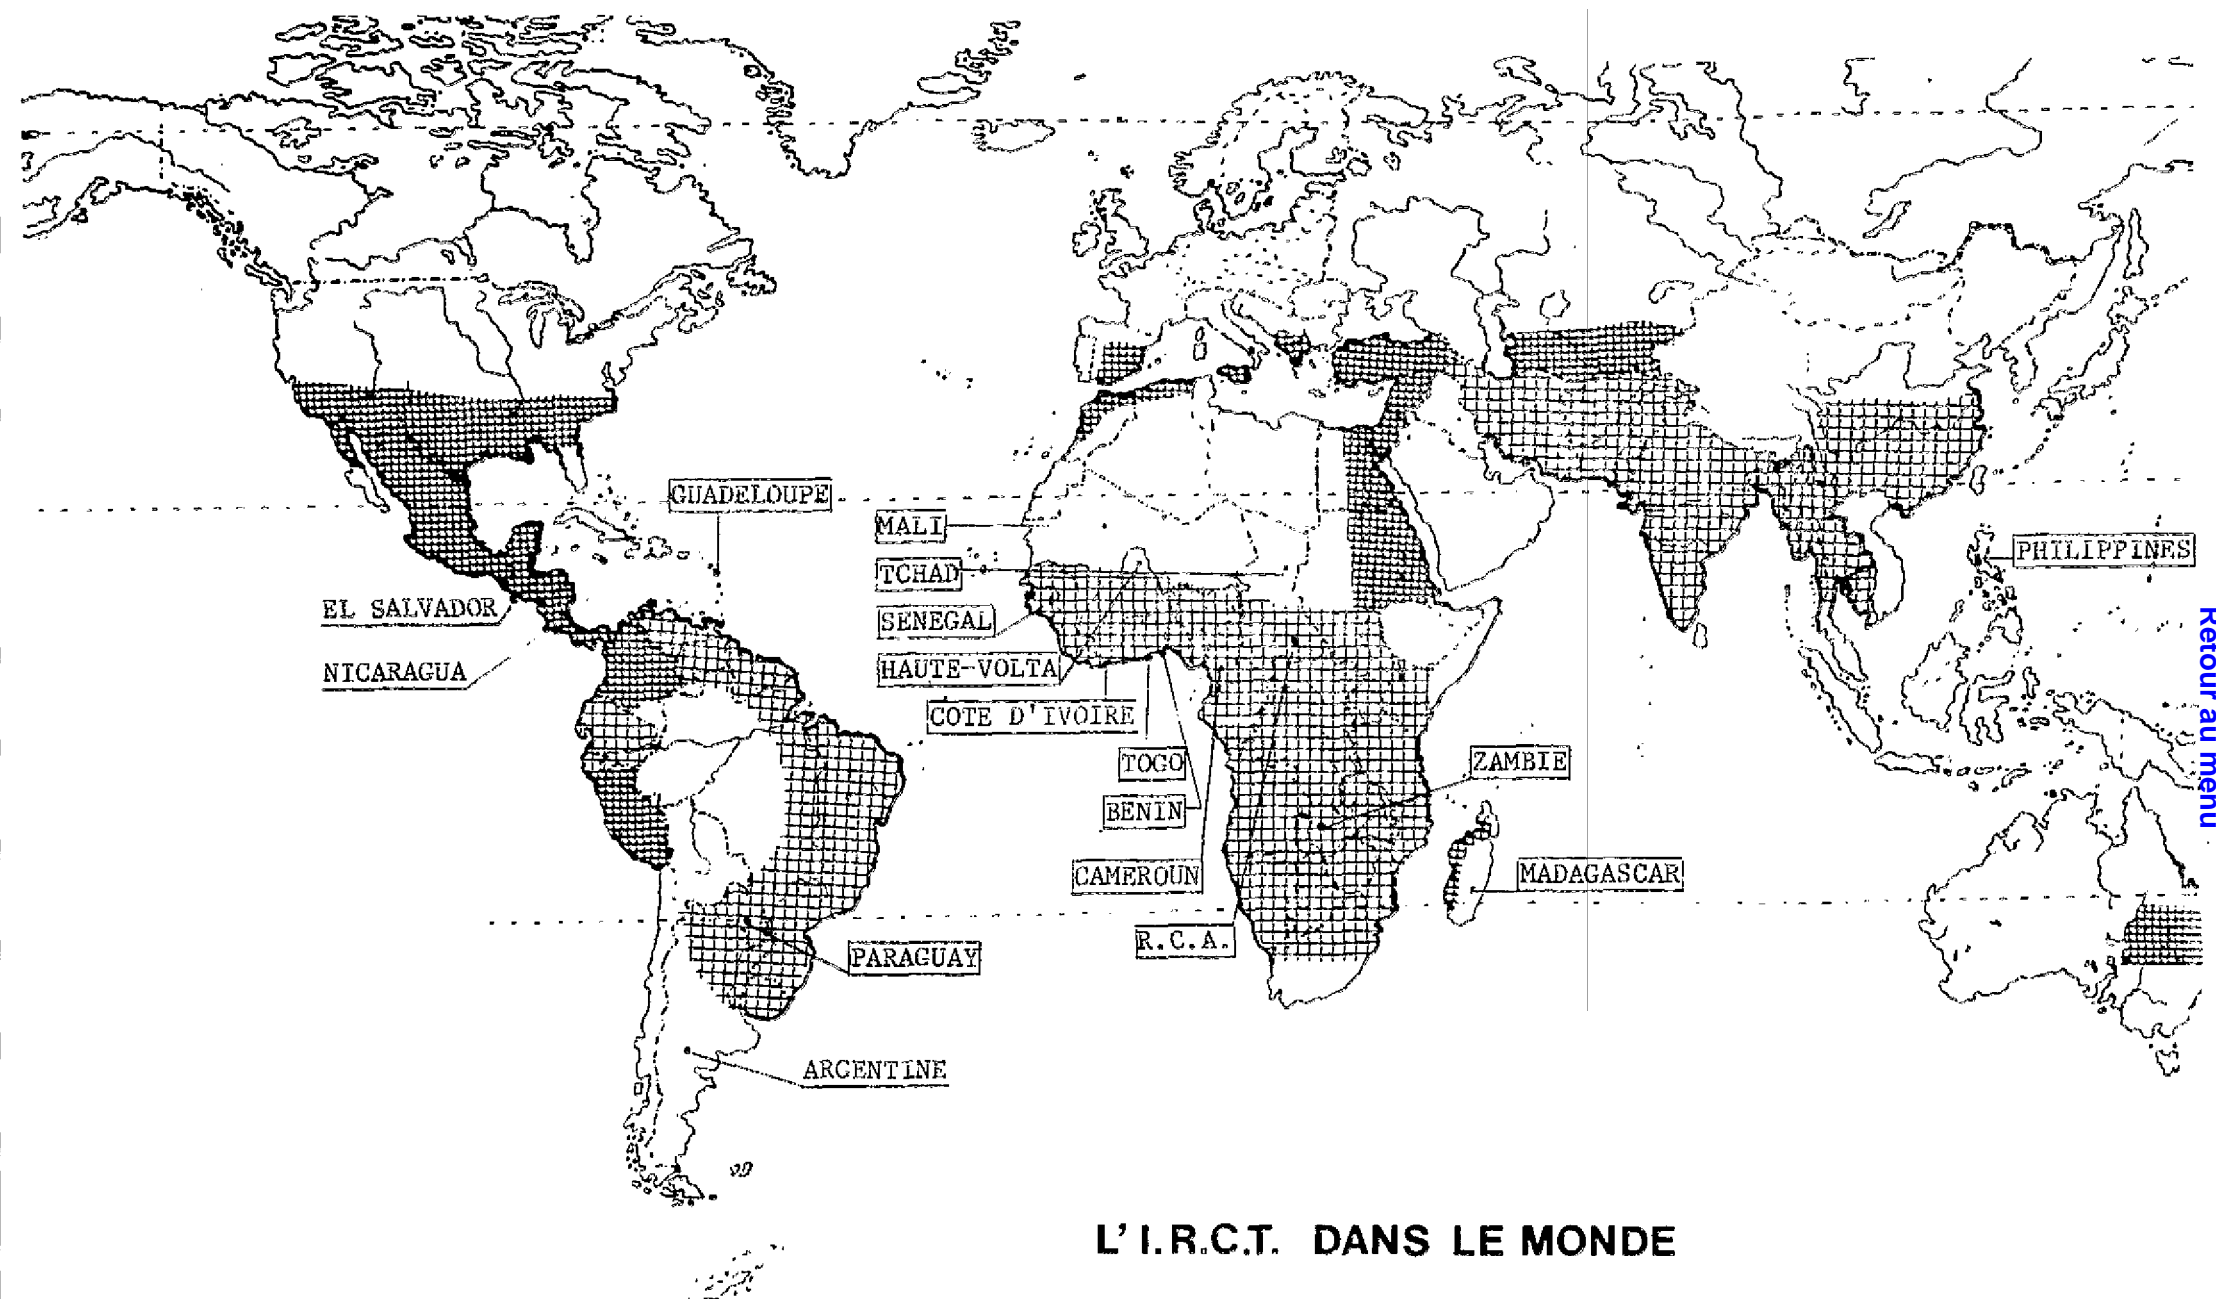 GUADELOUPE
MALI
TCHAD
SENEGAL
HAUTE-VOLTA
COTE D'IVOIRE
TOGO
BENIN
CAMEROUN
R.C.A.
ZAMBIE
MADAGASCAR
PHILIPPINES
EL SALVADOR
NICARAGUA
PARAGUAY
ARGENTINE
L'I.R.C.T. DANS LE MONDE
Retour au menu